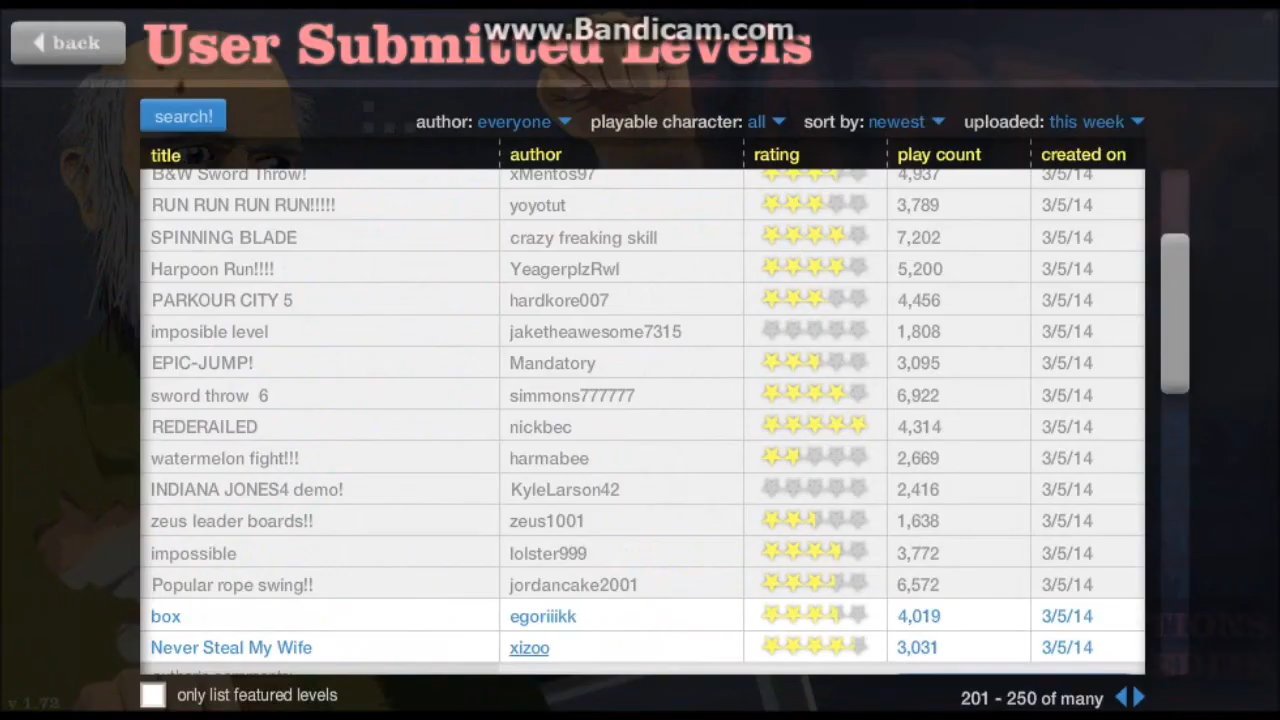 www.Bandicam.com
back
User Submitted Levels
search!
author: everyone playable character: all sort by: newest uploaded: this week
title author rating play count created on
B&W Sword Throw! xMentos97 4,937 3/5/14
RUN RUN RUN RUN!!!!! yoyotut 3,789 3/5/14
SPINNING BLADE crazy freaking skill 7,202 3/5/14
Harpoon Run!!!! YeagerplzRwl 5,200 3/5/14
PARKOUR CITY 5 hardkore007 4,456 3/5/14
imposible level jaketheawesome7315 1,808 3/5/14
EPIC-JUMP! Mandatory 3,095 3/5/14
sword throw 6 simmons777777 6,922 3/5/14
REDERAILED nickbec 4,314 3/5/14
watermelon fight!!! harmabee 2,669 3/5/14
INDIANA JONES4 demo! KyleLarson42 2,416 3/5/14
zeus leader boards!! zeus1001 1,638 3/5/14
impossible lolster999 3,772 3/5/14
Popular rope swing!! jordancake2001 6,572 3/5/14
box egoriiikk 4,019 3/5/14
Never Steal My Wife xizoo 3,031 3/5/14
author's comments:
only list featured levels
201 - 250 of many
v 1.72